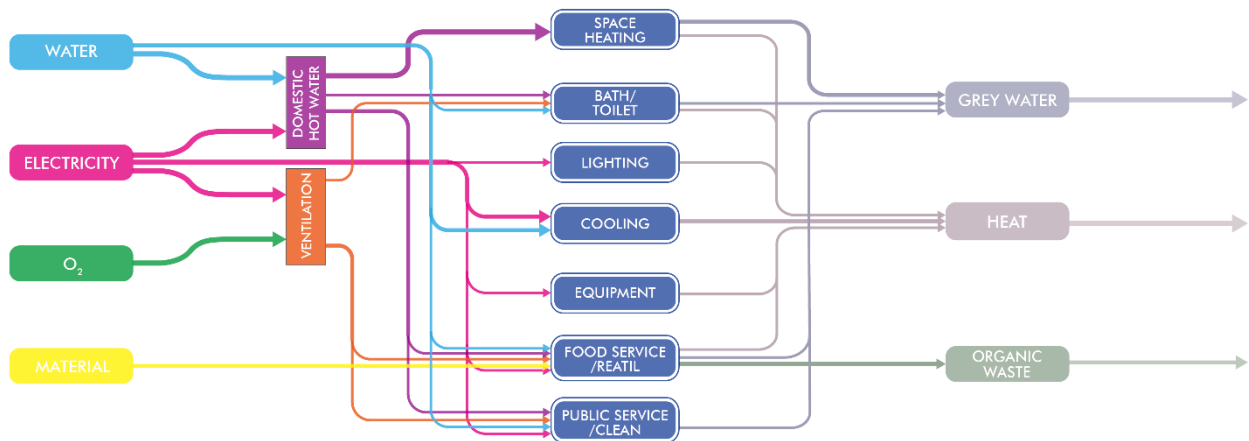 WATER
ELECTRICITY
O₂
MATERIAL
DOMESTIC
HOT WATER
VENTILATION
SPACE
HEATING
BATH/
TOILET
LIGHTING
COOLING
EQUIPMENT
FOOD SERVICE
/REATIL
PUBLIC SERVICE
/CLEAN
GREY WATER
HEAT
ORGANIC
WASTE